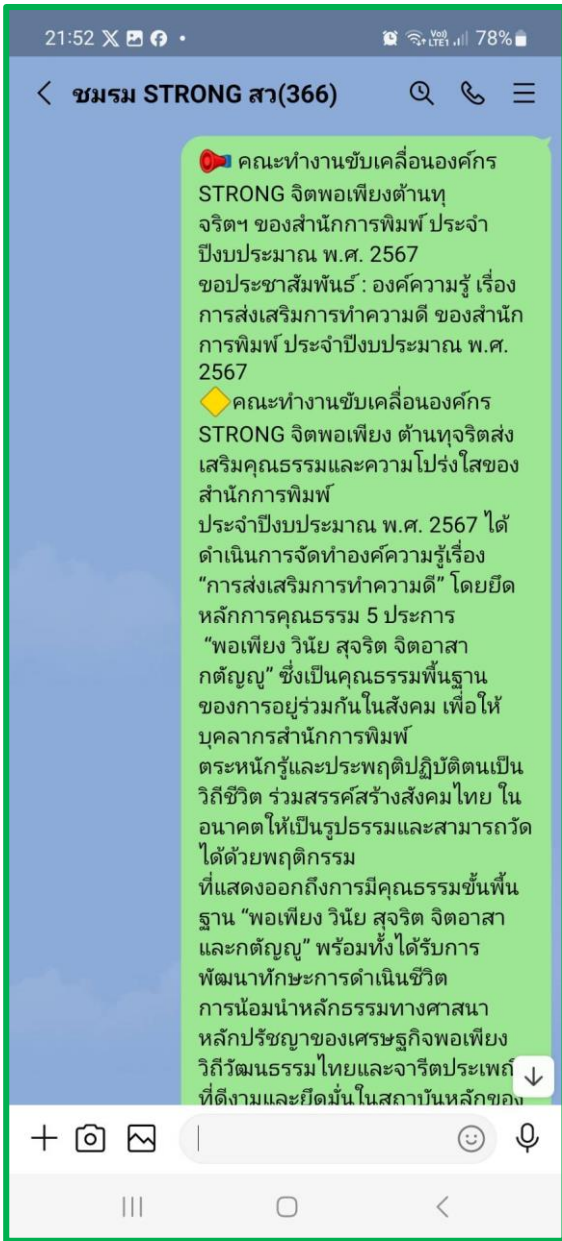 21:52 78%
ชมรม STRONG สว(366)
คณะทำงานขับเคลื่อนองค์กร
STRONG จิตพอเพียงต้านทุ
จริตฯ ของสำนักการพิมพ์ ประจำ
ปีงบประมาณ พ.ศ. 2567
ขอประชาสัมพันธ์ : องค์ความรู้ เรื่อง
การส่งเสริมการทำความดี ของสำนัก
การพิมพ์ ประจำปีงบประมาณ พ.ศ.
2567
คณะทำงานขับเคลื่อนองค์กร
STRONG จิตพอเพียง ต้านทุจริตส่ง
เสริมคุณธรรมและความโปร่งใสของ
สำนักการพิมพ์
ประจำปีงบประมาณ พ.ศ. 2567 ได้
ดำเนินการจัดทำองค์ความรู้เรื่อง
“การส่งเสริมการทำความดี” โดยยึด
หลักการคุณธรรม 5 ประการ
“พอเพียง วินัย สุจริต จิตอาสา
กตัญญู” ซึ่งเป็นคุณธรรมพื้นฐาน
ของการอยู่ร่วมกันในสังคม เพื่อให้
บุคลากรสำนักการพิมพ์
ตระหนักรู้และประพฤติปฏิบัติตนเป็น
วิถีชีวิต ร่วมสรรค์สร้างสังคมไทย ใน
อนาคตให้เป็นรูปธรรมและสามารถวัด
ได้ด้วยพฤติกรรม
ที่แสดงออกถึงการมีคุณธรรมขั้นพื้น
ฐาน “พอเพียง วินัย สุจริต จิตอาสา
และกตัญญู” พร้อมทั้งได้รับการ
พัฒนาทักษะการดำเนินชีวิต
การน้อมนำหลักธรรมทางศาสนา
หลักปรัชญาของเศรษฐกิจพอเพียง
วิถีวัฒนธรรมไทยและจารีตประเพณี
ที่ดีงามและยึดมั่นในสถาบันหลักของ